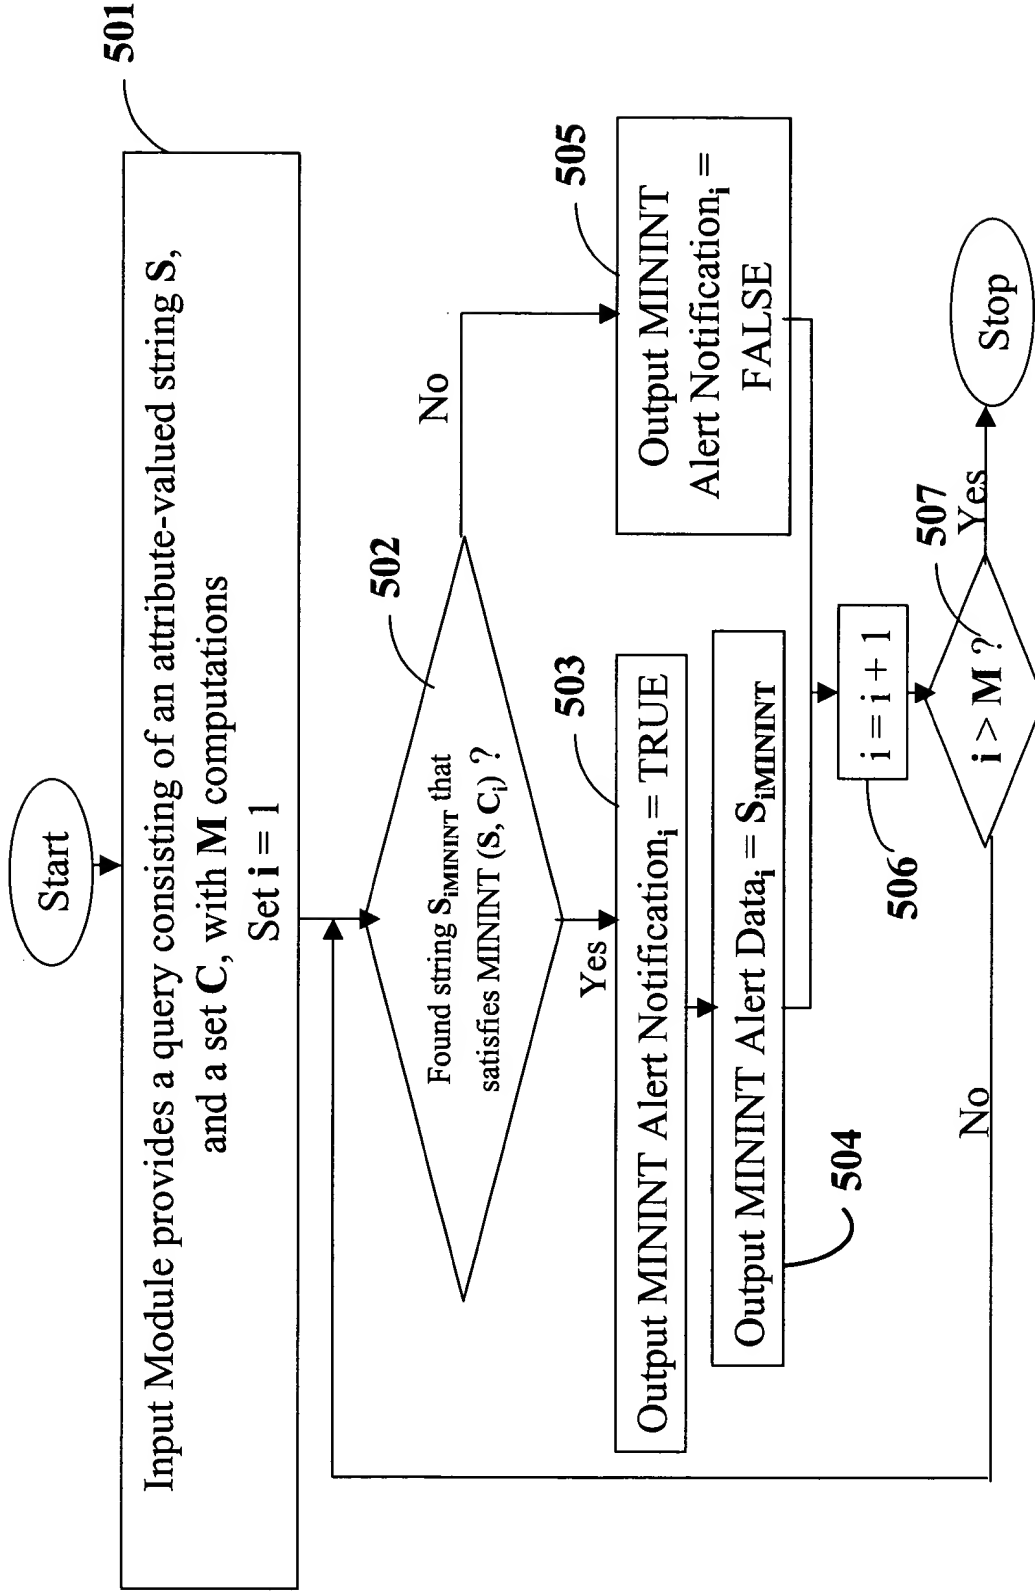 Start
501
Input Module provides a query consisting of an attribute-valued string S,
and a set C, with M computations
Set i = 1
502
Found string SiMININT that
satisfies MININT (S, Ci) ?
No
Yes
503
Output MININT Alert Notificationi = TRUE
504
Output MININT Alert Datai = SiMININT
505
Output MININT
Alert Notificationi =
FALSE
506
i = i + 1
507
i > M ?
Yes
Stop
No